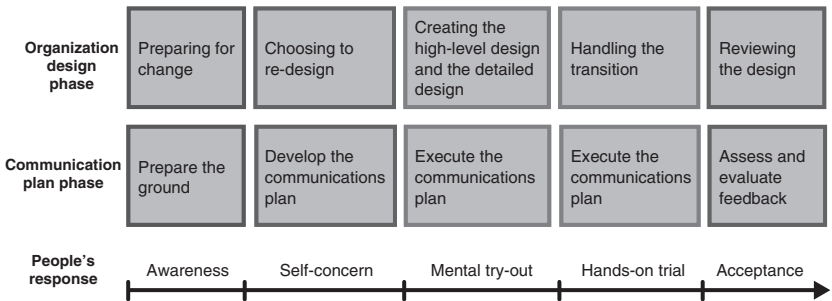 Organization
design
phase
Preparing for
change
Choosing to
re-design
Creating the
high-level design
and the detailed
design
Handling the
transition
Reviewing
the design
Communication
plan phase
Prepare the
ground
Develop the
communications
plan
Execute the
communications
plan
Execute the
communications
plan
Assess and
evaluate
feedback
People's
response
Awareness
Self-concern
Mental try-out
Hands-on trial
Acceptance